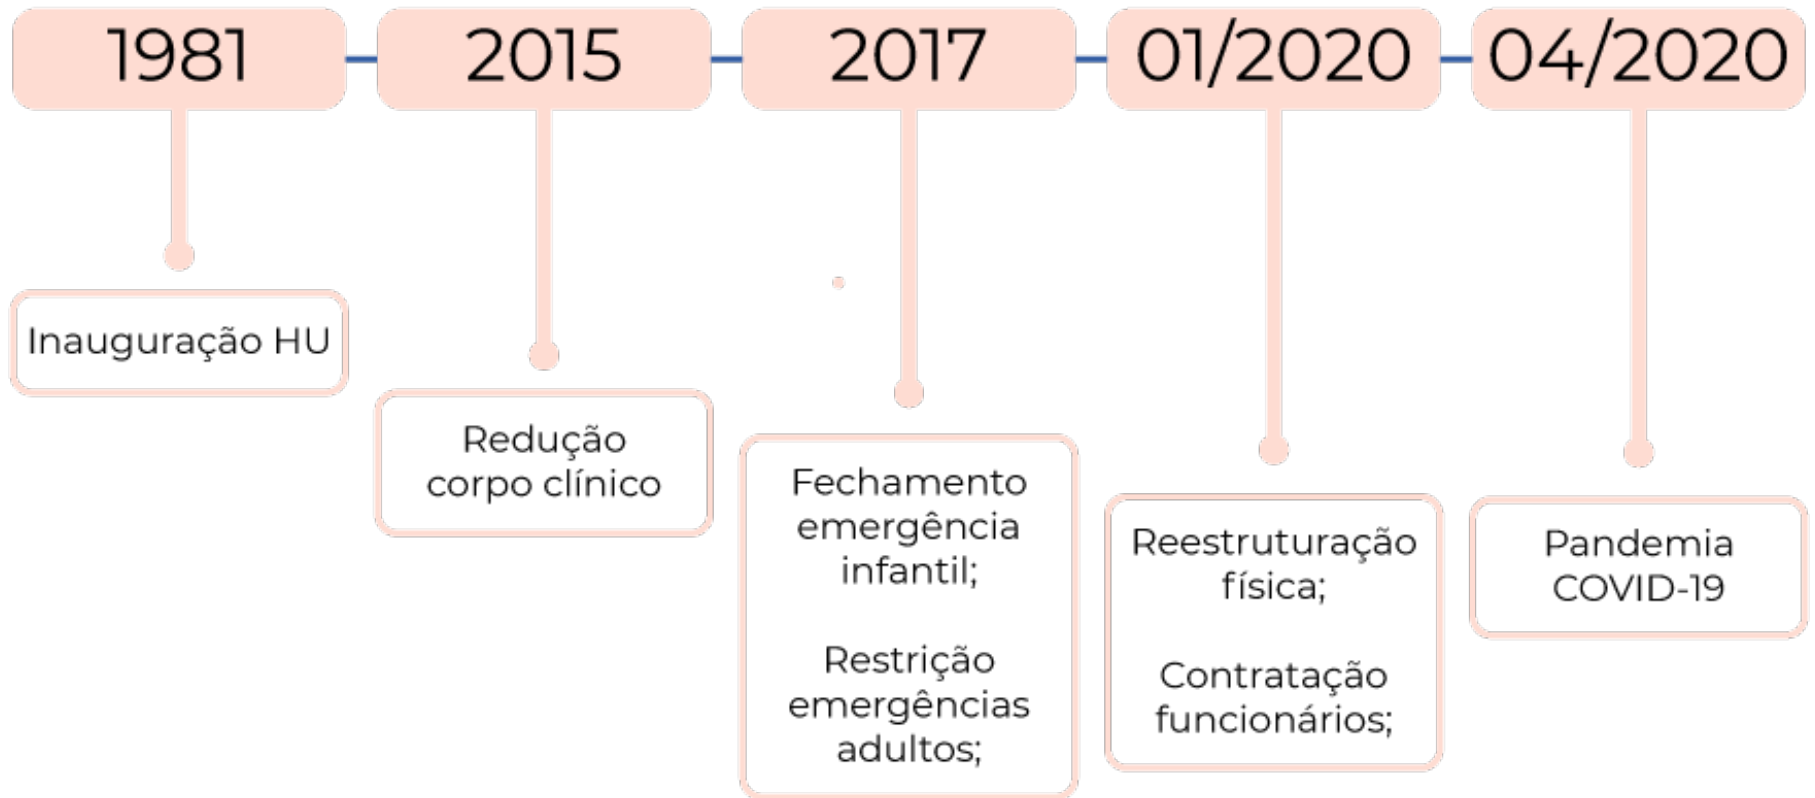 1981
2015
2017
01/2020
04/2020
Inauguração HU
Redução
corpo clínico
Fechamento
emergência
infantil;
Restrição
emergências
adultos;
Reestruturação
física;
Contratação
funcionários;
Pandemia
COVID-19